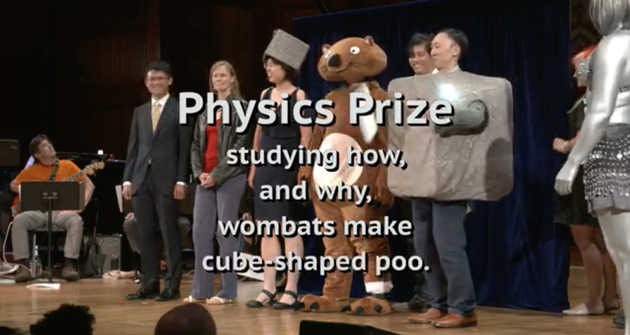 Physics Prize
studying how,
and why,
wombats make
cube-shaped poo.